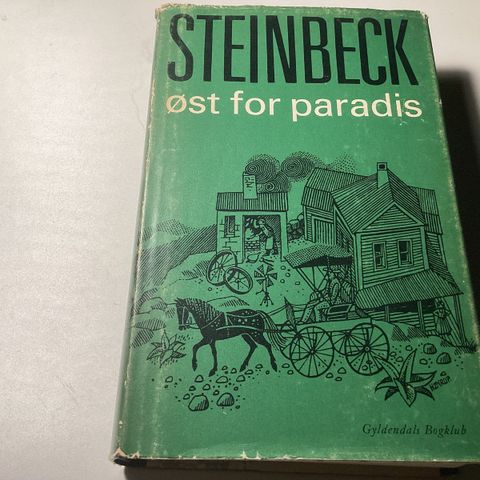 STEINBECK
øst for paradis
Gyldendals Bogklub